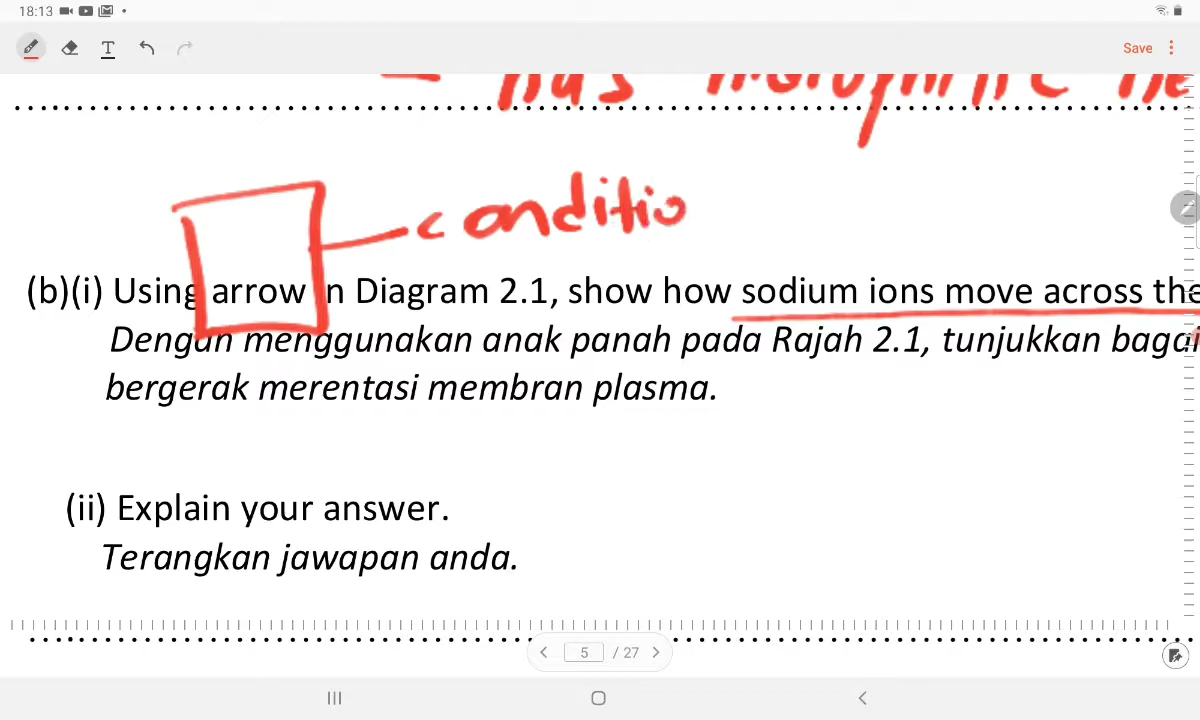 18:13
Save
conditio
(b)(i) Using arrow in Diagram 2.1, show how sodium ions move across the
Dengan menggunakan anak panah pada Rajah 2.1, tunjukkan bagai
bergerak merentasi membran plasma.
(ii) Explain your answer.
Terangkan jawapan anda.
5 / 27